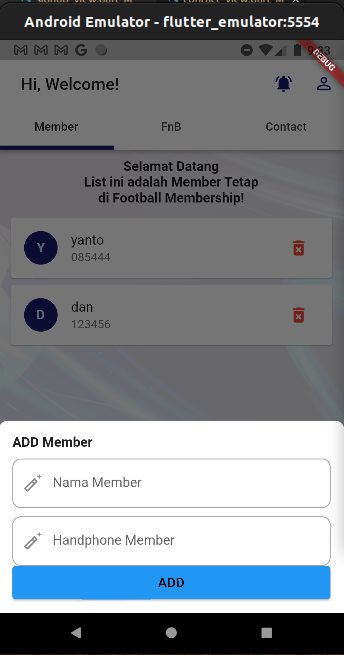 Android Emulator - flutter_emulator:5554
DEBUG
Hi, Welcome!
Member
FnB
Contact
Selamat Datang
List ini adalah Member Tetap
di Football Membership!
Y
yanto
085444
D
dan
123456
ADD Member
Nama Member
Handphone Member
ADD